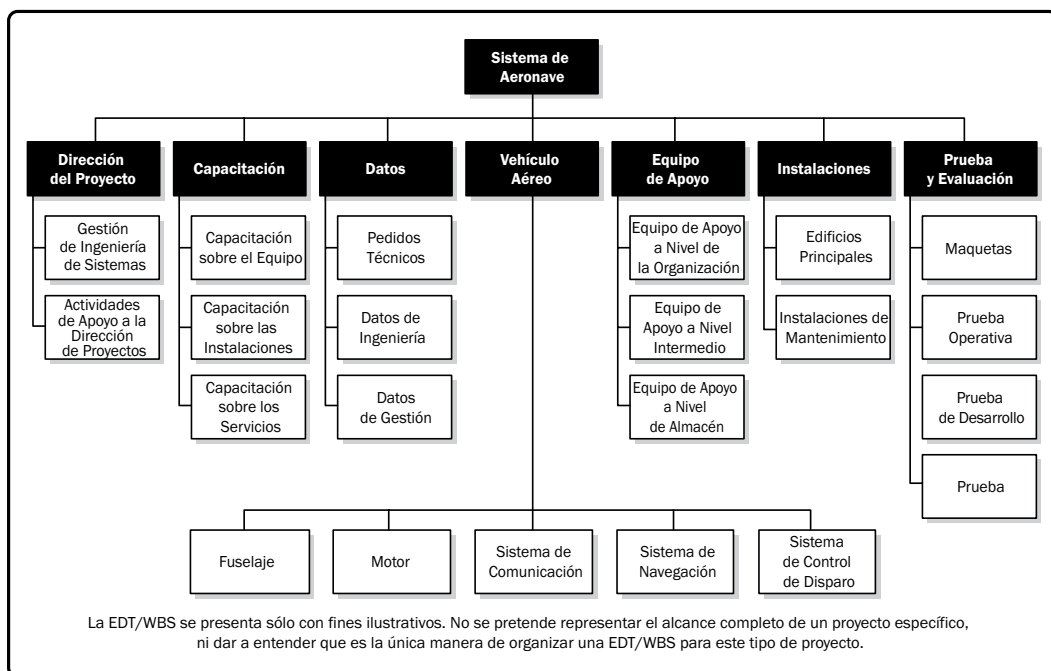 Sistema de
Aeronave
Dirección
del Proyecto
Capacitación
Datos
Vehículo
Aéreo
Equipo
de Apoyo
Instalaciones
Prueba
y Evaluación
Gestión
de Ingeniería
de Sistemas
Actividades
de Apoyo a la
Dirección
de Proyectos
Capacitación
sobre el Equipo
Capacitación
sobre las
Instalaciones
Capacitación
sobre los
Servicios
Pedidos
Técnicos
Datos de
Ingeniería
Datos
de Gestión
Equipo de Apoyo
a Nivel de
la Organización
Equipo de
Apoyo a Nivel
Intermedio
Equipo de Apoyo
a Nivel
de Almacén
Edificios
Principales
Instalaciones de
Mantenimiento
Maquetas
Prueba
Operativa
Prueba
de Desarrollo
Prueba
Fuselaje
Motor
Sistema de
Comunicación
Sistema de
Navegación
Sistema
de Control
de Disparo
La EDT/WBS se presenta sólo con fines ilustrativos. No se pretende representar el alcance completo de un proyecto específico,
ni dar a entender que es la única manera de organizar una EDT/WBS para este tipo de proyecto.